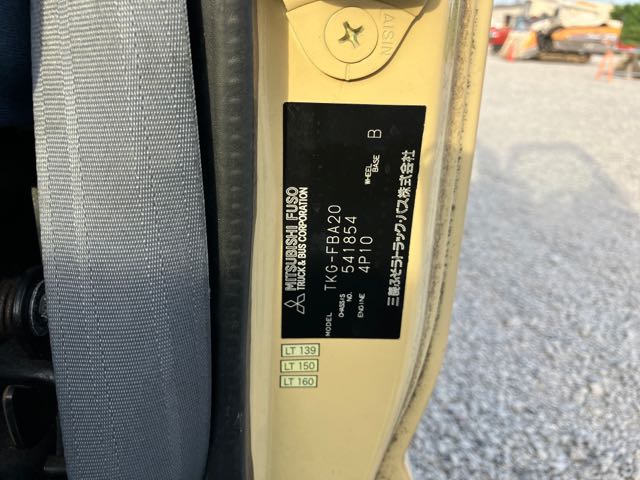 AISIN
MITSUBISHI FUSO
TRUCK & BUS CORPORATION
MODEL TKG-FBA20
CHASSIS NO. 541854
ENGINE 4P10 WHEEL BASE B
三菱ふそうトラック・バス株式会社
LT 139
LT 150
LT 160